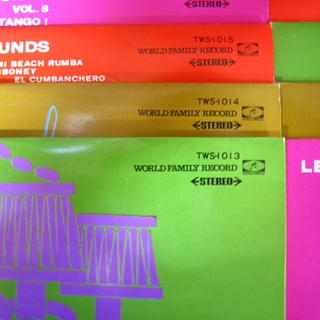 VOL. 8
TANGO!
STEREO
UNDS
RI BEACH RUMBA
BONEY
EL CUMBANCHERO
TWS-1015
WORLD FAMILY RECORD
STEREO
TWS-1014
WORLD FAMILY RECORD
STEREO
TWS-1013
WORLD FAMILY RECORD
STEREO
LE